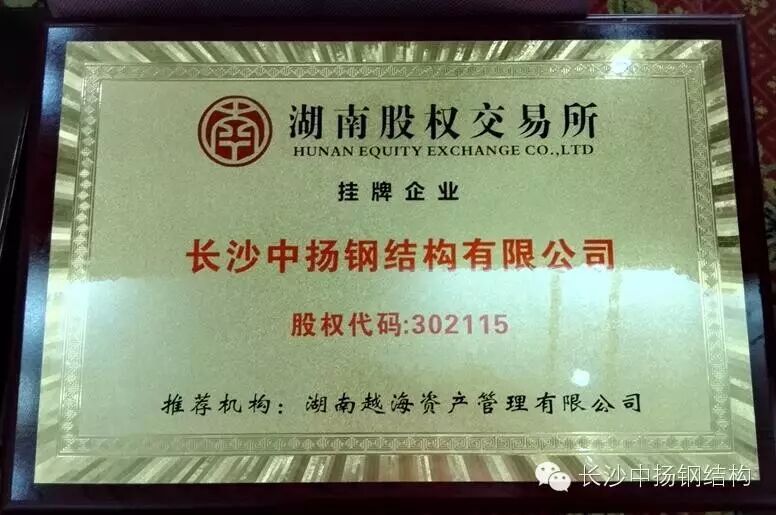 湖南股权交易所
HUNAN EQUITY EXCHANGE CO.,LTD
挂牌企业
长沙中扬钢结构有限公司
股权代码:302115
推荐机构：湖南越海资产管理有限公司
长沙中扬钢结构